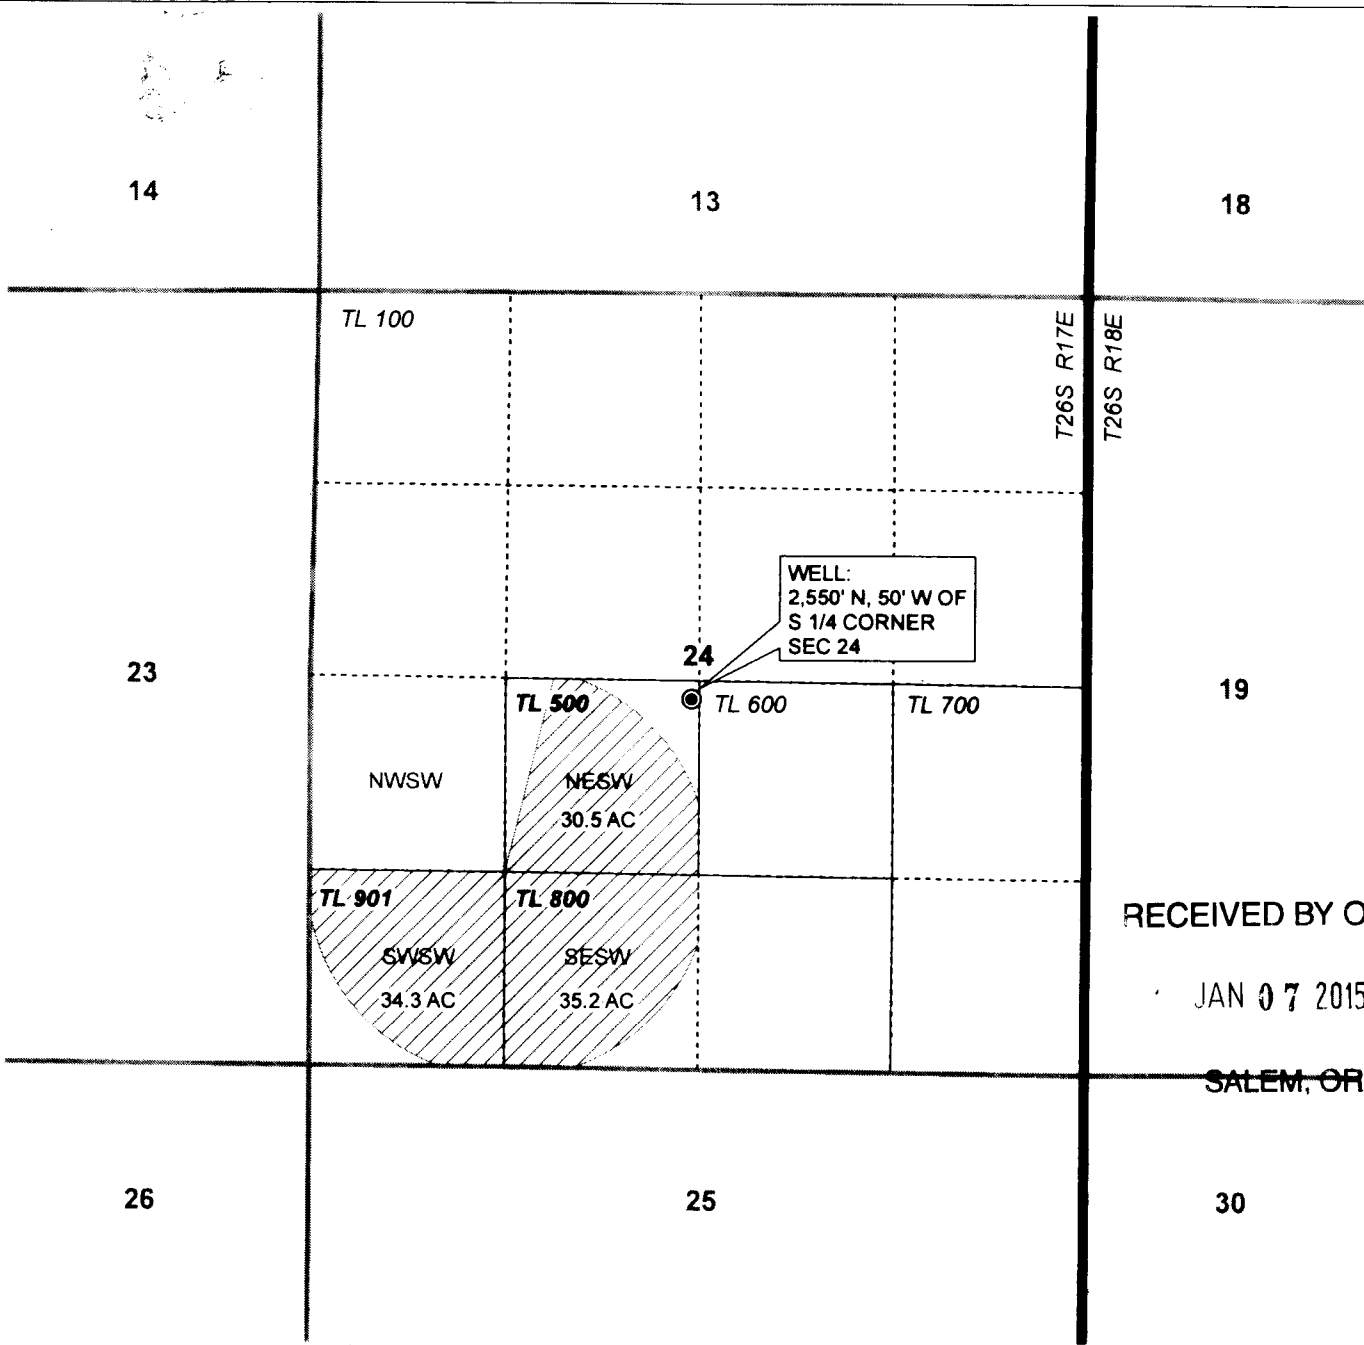 14
13
18
TL 100
T26S R17E
T26S R18E
WELL:
2,550' N, 50' W OF
S 1/4 CORNER
SEC 24
23
24
19
TL 500
TL 600
TL 700
NWSW
NESW
30.5 AC
TL 901
TL 800
RECEIVED BY O
SWSW
SESW
34.3 AC
35.2 AC
JAN 07 2015
SALEM, OR
26
25
30